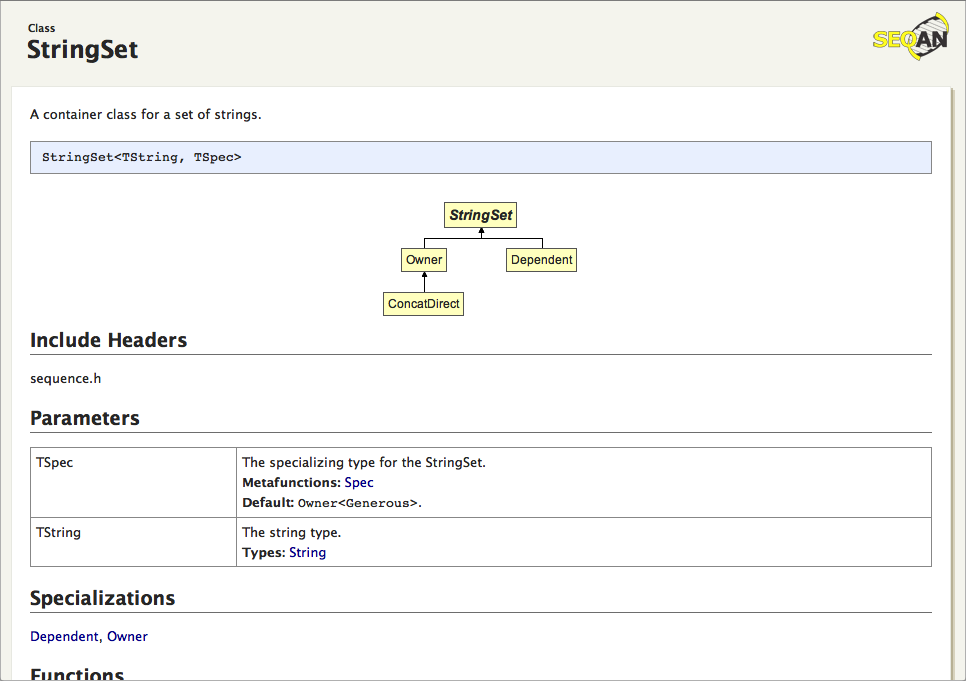 Class
StringSet
SEQAN
A container class for a set of strings.
StringSet<TString, TSpec>
StringSet
Owner
Dependent
ConcatDirect
Include Headers
sequence.h
Parameters
TSpec
The specializing type for the StringSet.
Metafunctions: Spec
Default: Owner<Generous>.
TString
The string type.
Types: String
Specializations
Dependent, Owner
Functions